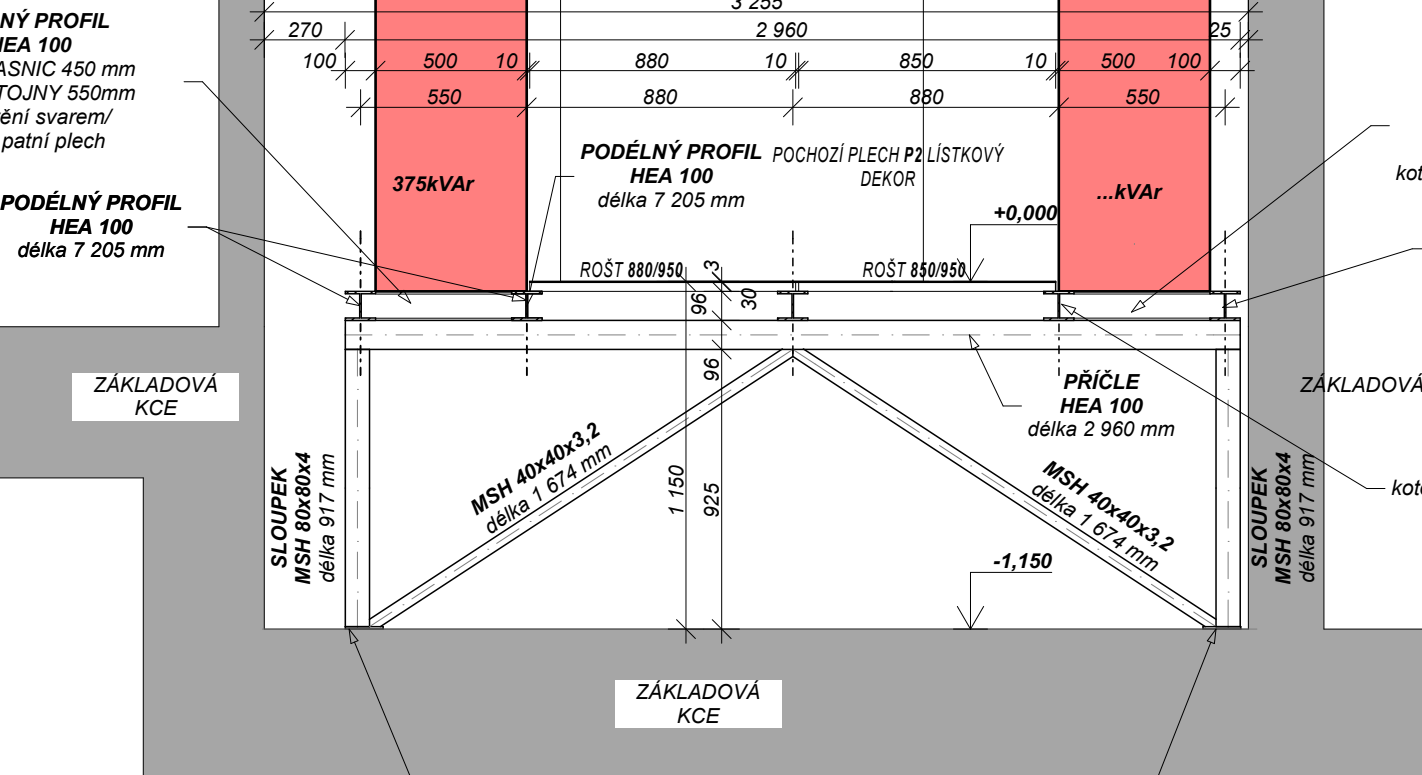 NÝ PROFIL
HEA 100
ASNIC 450 mm
TOJNY 550mm
ění svarem/
patní plech
PODÉLNÝ PROFIL
HEA 100
délka 7 205 mm
3 255
270
2 960
25
100
500
10
880
10
850
10
500
100
550
880
880
550
375kVAr
PODÉLNÝ PROFIL
HEA 100
délka 7 205 mm
POCHOZÍ PLECH P2 LÍSTKOVÝ
DEKOR
...kVAr
+0,000
ROŠT 880/950
3
ROŠT 850/950
96
30
96
kot
ZÁKLADOVÁ
KCE
PŘÍČLE
HEA 100
délka 2 960 mm
ZÁKLADOVÁ
MSH 40x40x3,2
délka 1 674 mm
MSH 40x40x3,2
délka 1 674 mm
SLOUPEK
MSH 80x80x4
délka 917 mm
1 150
925
-1,150
SLOUPEK
MSH 80x80x4
délka 917 mm
kot
ZÁKLADOVÁ
KCE